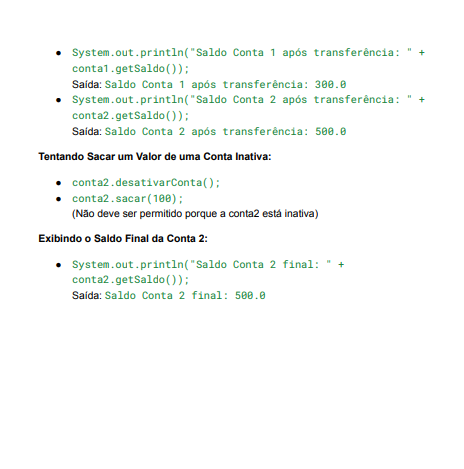 ● System.out.println("Saldo Conta 1 após transferência: " +
conta1.getSaldo());
Saída: Saldo Conta 1 após transferência: 300.0
● System.out.println("Saldo Conta 2 após transferência: " +
conta2.getSaldo());
Saída: Saldo Conta 2 após transferência: 500.0
Tentando Sacar um Valor de uma Conta Inativa:
● conta2.desativarConta();
● conta2.sacar(100);
(Não deve ser permitido porque a conta2 está inativa)
Exibindo o Saldo Final da Conta 2:
● System.out.println("Saldo Conta 2 final: " +
conta2.getSaldo());
Saída: Saldo Conta 2 final: 500.0